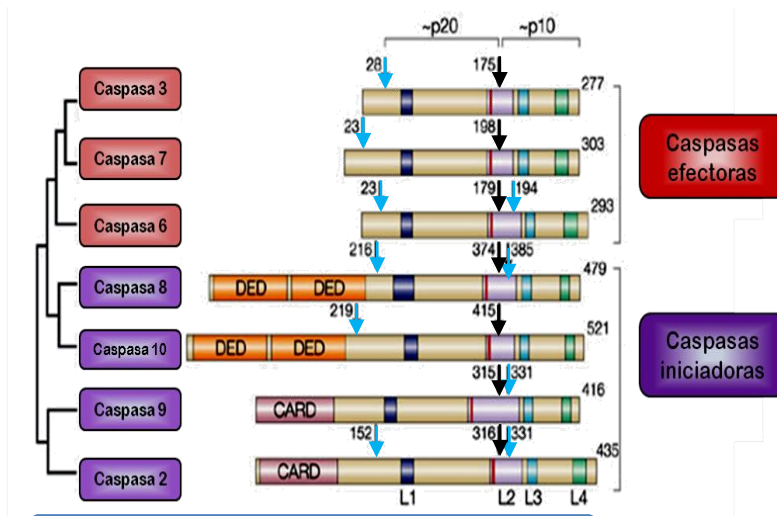 ~p20 ~p10
28 175
Caspasa 3 277
23 198
Caspasa 7 303
23 179 194
Caspasa 6 293
216 374 385
Caspasa 8 DED DED 479
219 415
Caspasa 10 DED DED 521
315 331
Caspasa 9 CARD 416
152 316 331
Caspasa 2 CARD 435
L1 L2 L3 L4
Caspasas
efectoras
Caspasas
iniciadoras